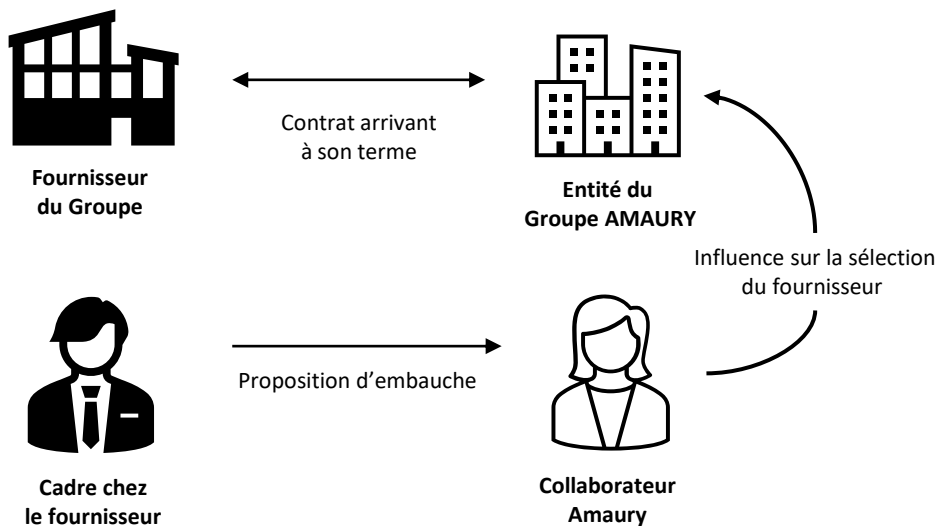 Contrat arrivant
à son terme
Fournisseur
du Groupe
Entité du
Groupe AMAURY
Influence sur la sélection
du fournisseur
Proposition d’embauche
Cadre chez
le fournisseur
Collaborateur
Amaury